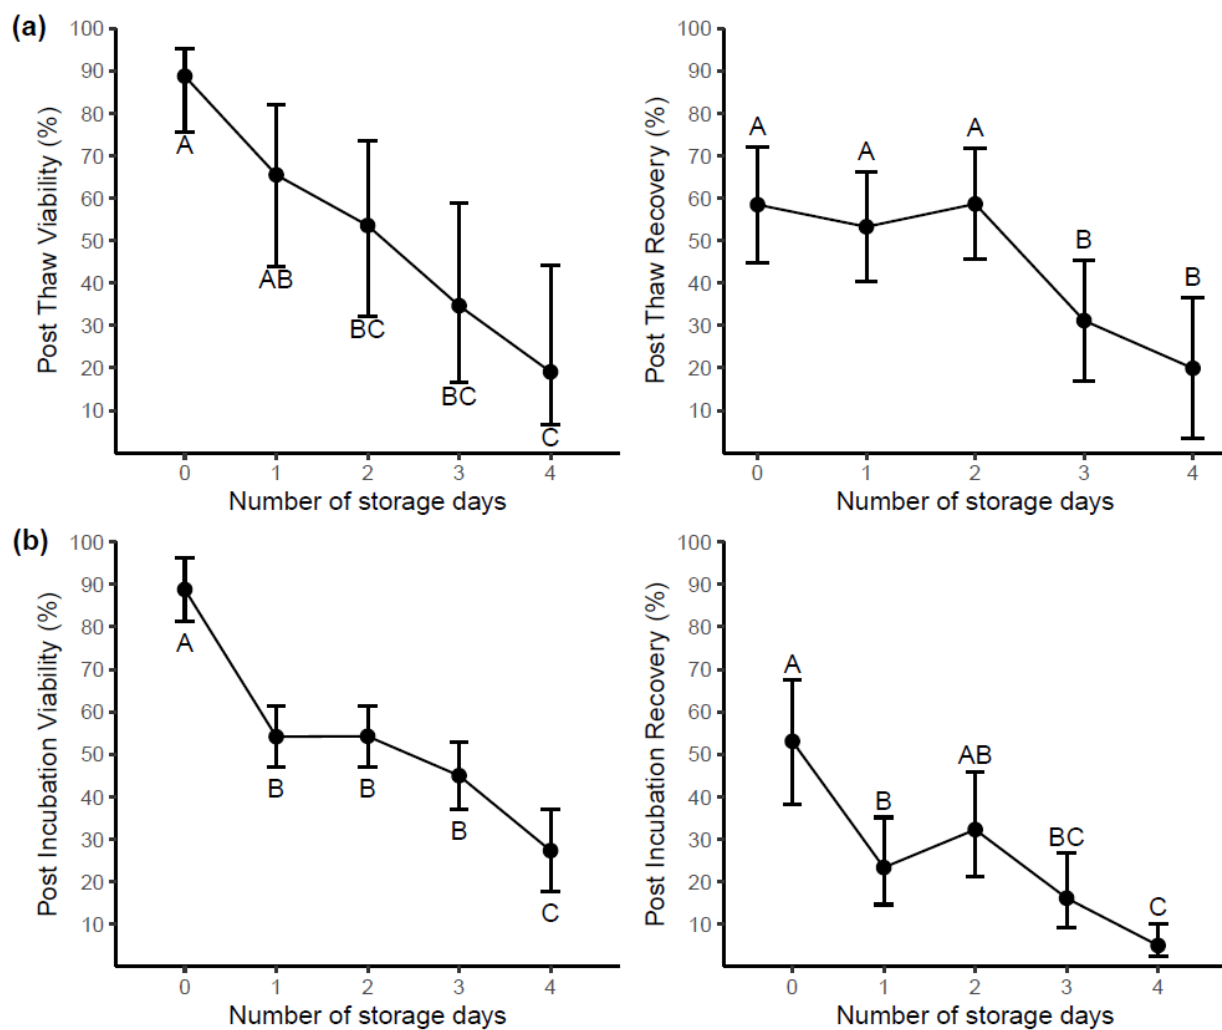 (a)
Post Thaw Viability (%)
100
90
80
70
60
50
40
30
20
10
A
AB
BC
BC
C
0 1 2 3 4
Number of storage days
Post Thaw Recovery (%)
100
90
80
70
60
50
40
30
20
10
A
A
A
B
B
0 1 2 3 4
Number of storage days
(b)
Post Incubation Viability (%)
100
90
80
70
60
50
40
30
20
10
A
B
B
B
C
0 1 2 3 4
Number of storage days
Post Incubation Recovery (%)
100
90
80
70
60
50
40
30
20
10
A
B
AB
BC
C
0 1 2 3 4
Number of storage days